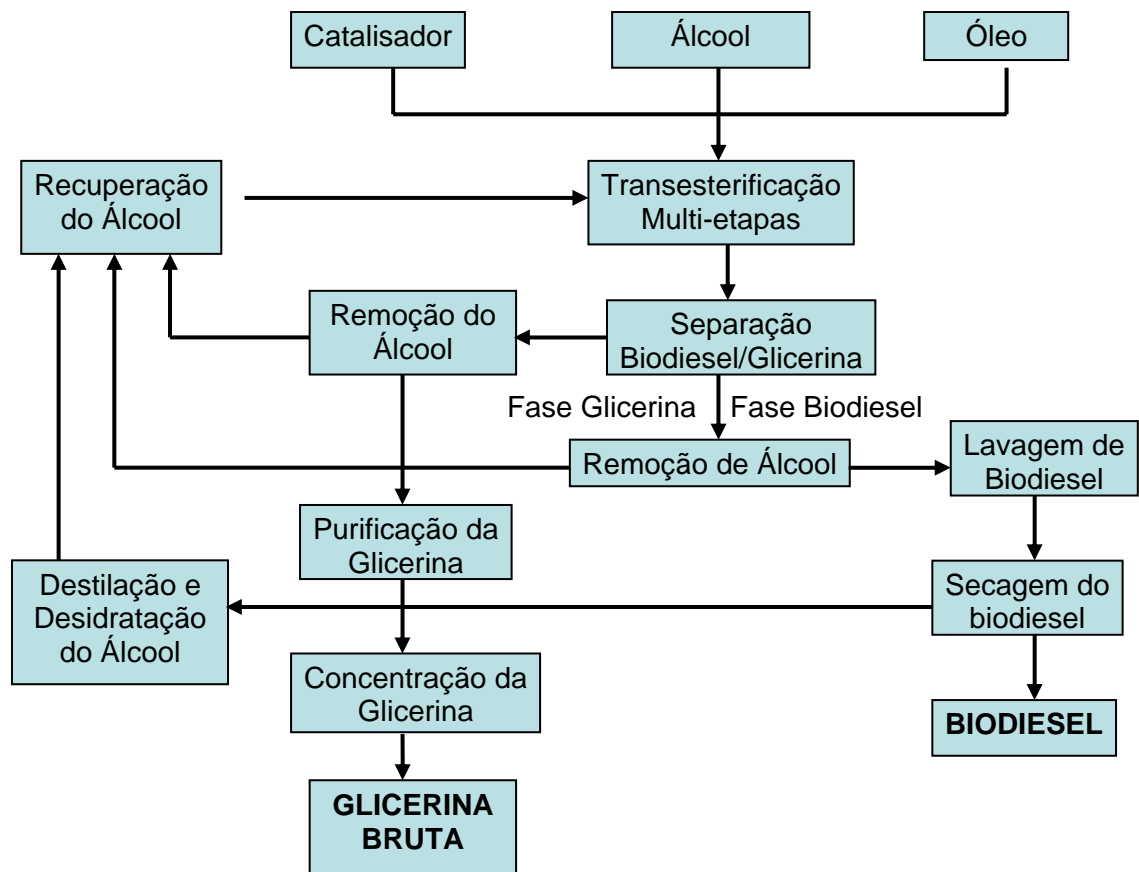 Catalisador
Álcool
Óleo
Recuperação
do Álcool
Transesterificação
Multi-etapas
Remoção do
Álcool
Separação
Biodiesel/Glicerina
Fase Glicerina
Fase Biodiesel
Remoção de Álcool
Lavagem de
Biodiesel
Purificação da
Glicerina
Destilação e
Desidratação
do Álcool
Secagem do
biodiesel
Concentração da
Glicerina
BIODIESEL
GLICERINA
BRUTA